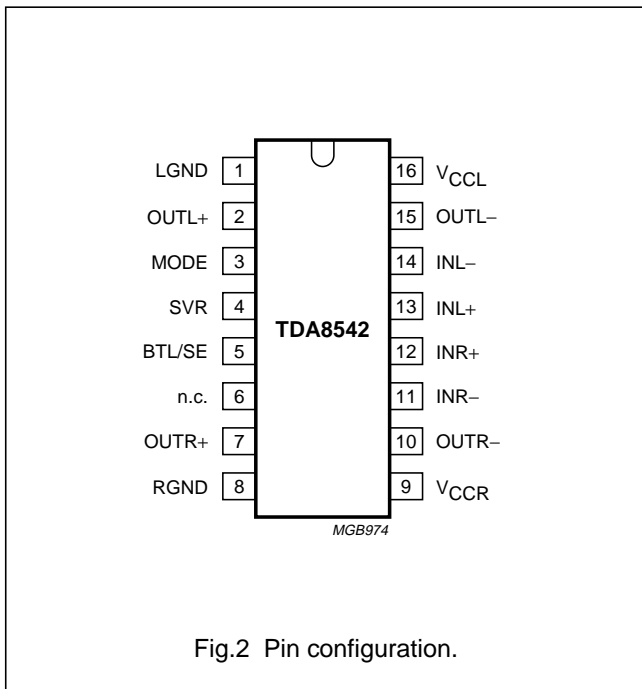 LGND 1 16 VCCL
OUTL+ 2 15 OUTL−
MODE 3 14 INL−
SVR 4 13 INL+
TDA8542
BTL/SE 5 12 INR+
n.c. 6 11 INR−
OUTR+ 7 10 OUTR−
RGND 8 9 VCCR
MGB974
Fig.2 Pin configuration.